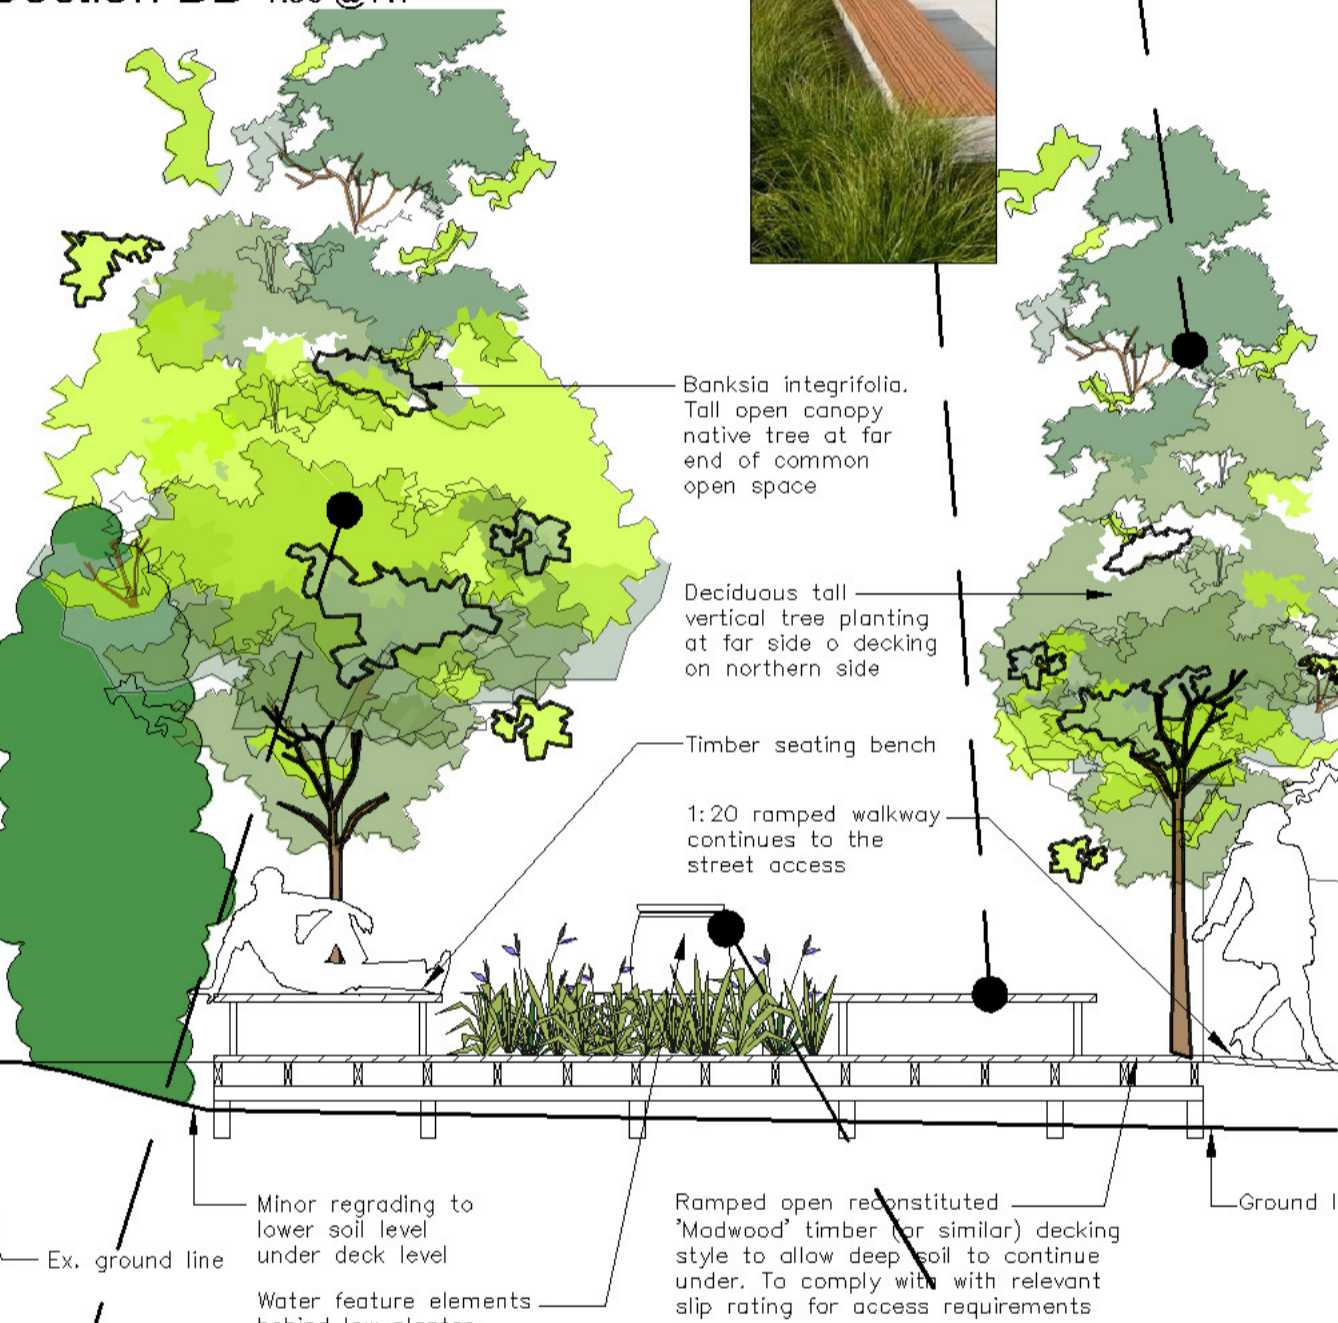 Banksia integrifolia.
Tall open canopy
native tree at far
end of common
open space
Deciduous tall
vertical tree planting
at far side o decking
on northern side
Timber seating bench
1:20 ramped walkway
continues to the
street access
Minor regrading to
lower soil level
under deck level
Ex. ground line
Water feature elements
behind low planter
Ramped open reconstituted
'Modwood' timber (or similar) decking
style to allow deep soil to continue
under. To comply with with relevant
slip rating for access requirements
Ground